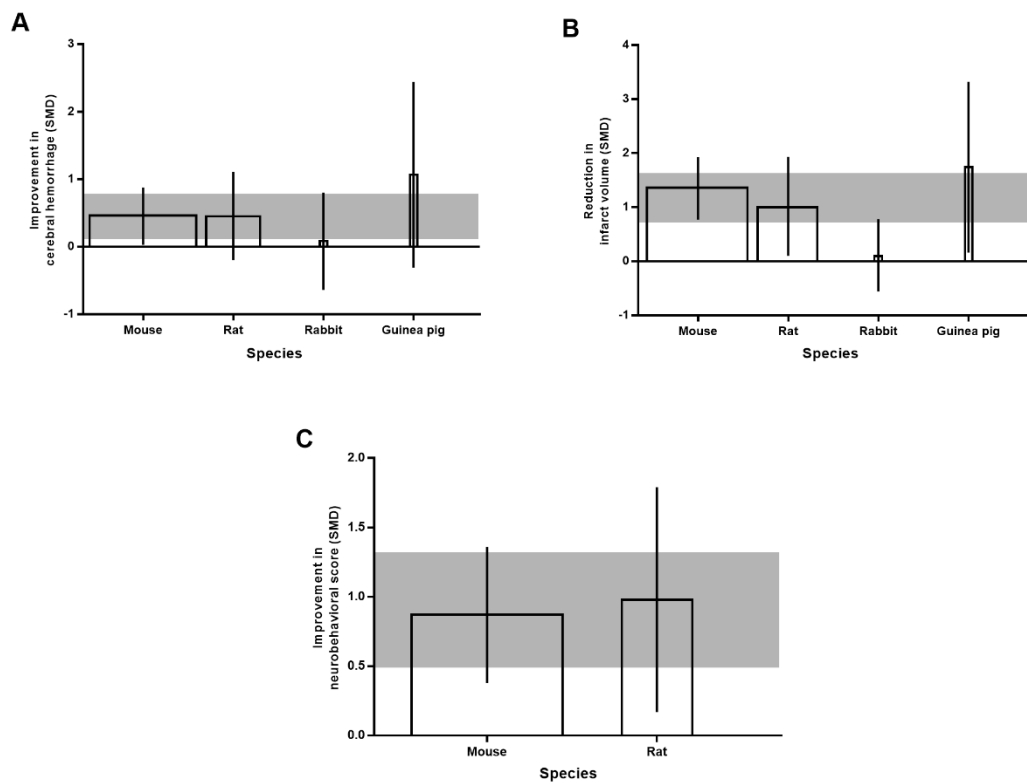 A
Improvement in
cerebral hemorrhage (SMD)
3
2
1
0
-1
Mouse Rat Rabbit Guinea pig
Species
B
Reduction in
infarct volume (SMD)
4
3
2
1
0
-1
Mouse Rat Rabbit Guinea pig
Species
C
Improvement in
neurobehavioral score (SMD)
2.0
1.5
1.0
0.5
0.0
Mouse Rat
Species